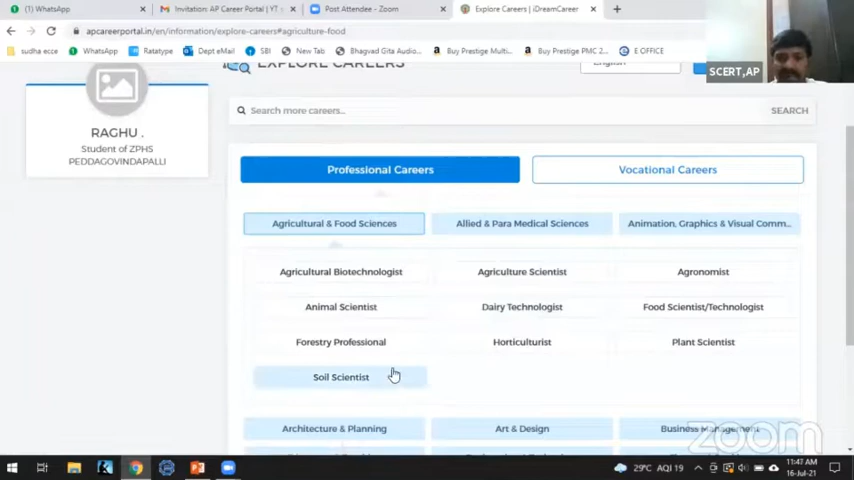 WhatsApp
Invitation: AP Career Portal | YT s
Post Attendee - Zoom
Explore Careers | iDreamCareer
apcareerportal.in/en/information/explore-careers#agriculture-food
sudha ecce
WhatsApp
Ratatype
Dept eMail
SBI
New Tab
Bhagvad Gita Audio...
Buy Prestige PMC 2...
Buy Prestige PMC 2...
E OFFICE
SCERT,AP
EXPLORE CAREERS
English
Search more careers...
SEARCH
RAGHU .
Student of ZPHS
PEDDAGOVINDAPALLI
Professional Careers
Vocational Careers
Agricultural & Food Sciences
Allied & Para Medical Sciences
Animation, Graphics & Visual Comm...
Agricultural Biotechnologist
Agriculture Scientist
Agronomist
Animal Scientist
Dairy Technologist
Food Scientist/Technologist
Forestry Professional
Horticulturist
Plant Scientist
Soil Scientist
Architecture & Planning
Art & Design
Business Management
zoom
29°C AQI 19
11:47 AM
16-Jul-21